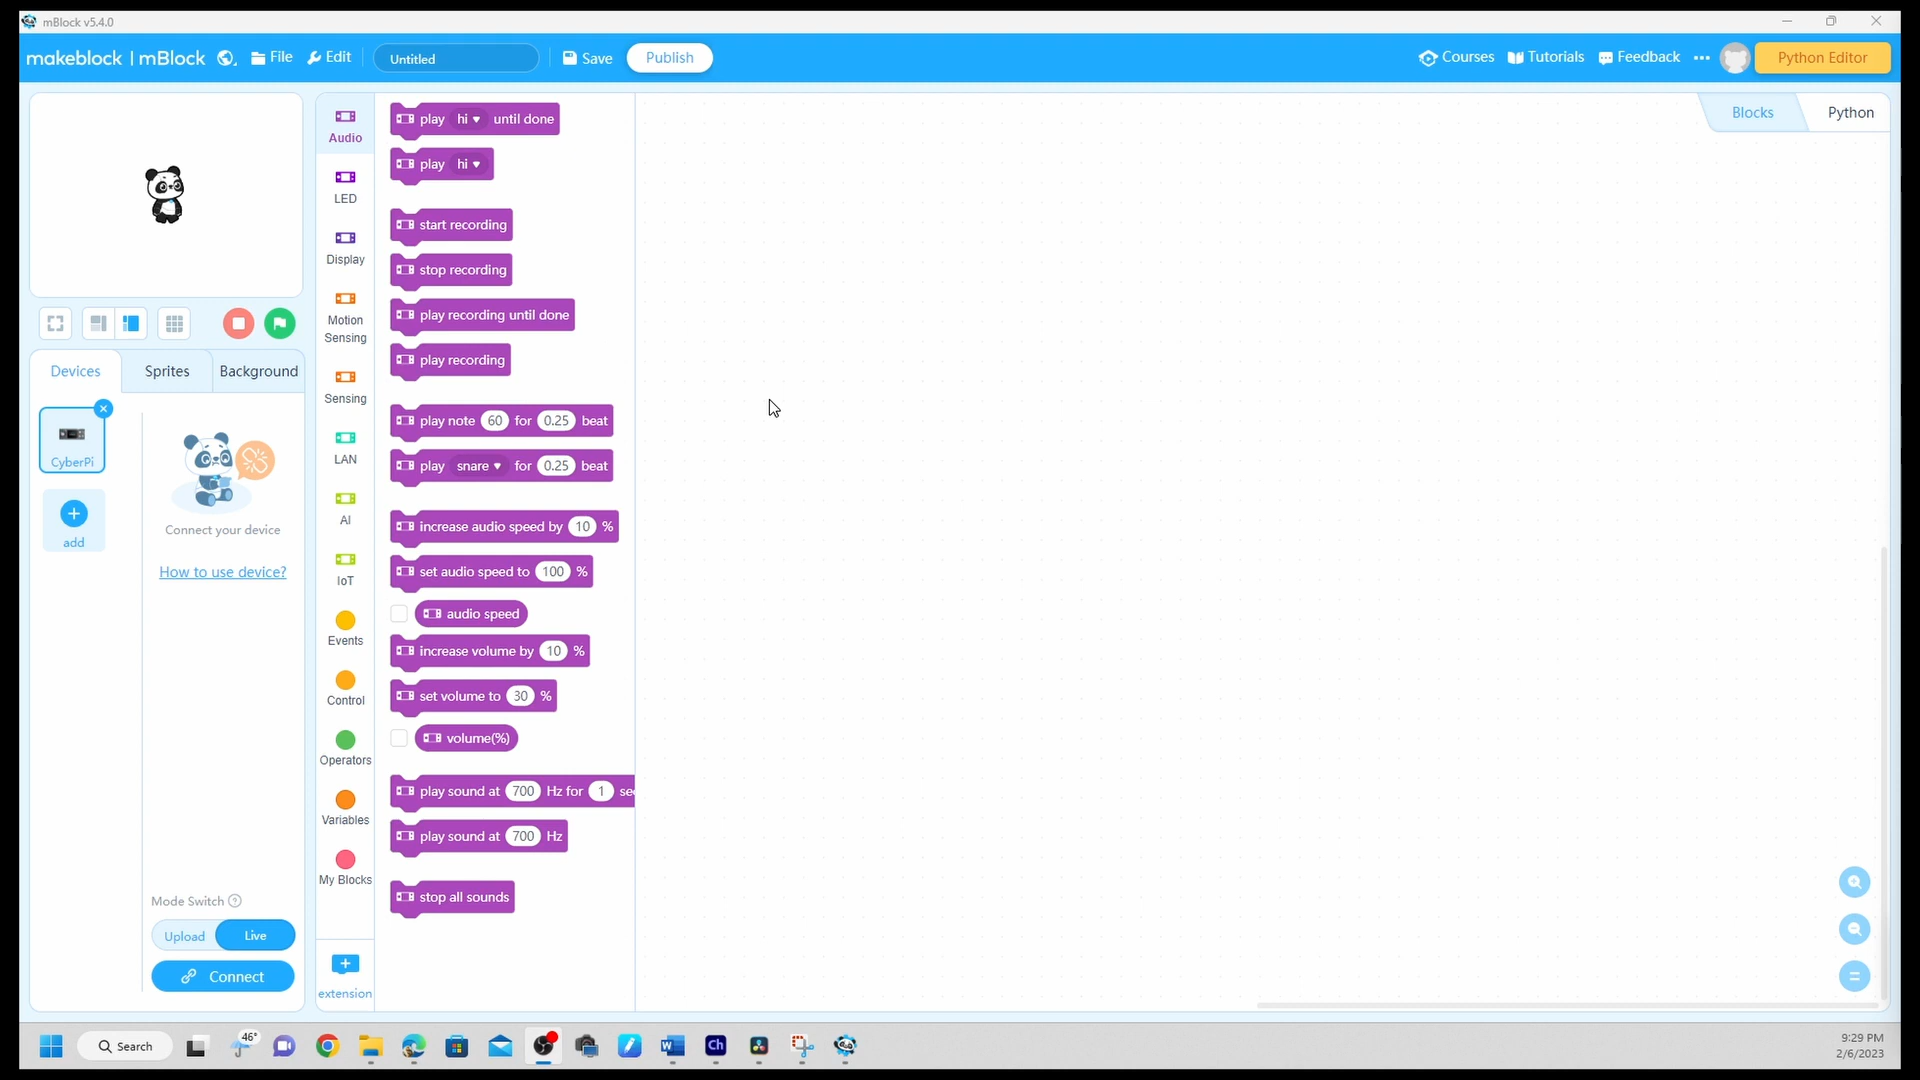 mBlock v5.4.0
makeblock | mBlock File Edit Untitled Save Publish Courses Tutorials Feedback Python Editor
Blocks Python
Audio
LED
Display
Motion
Sensing
Sensing
LAN
AI
IoT
Events
Control
Operators
Variables
My Blocks
extension
play hi until done
play hi
start recording
stop recording
play recording until done
play recording
play note 60 for 0.25 beat
play snare for 0.25 beat
increase audio speed by 10 %
set audio speed to 100 %
audio speed
increase volume by 10 %
set volume to 30 %
volume(%)
play sound at 700 Hz for 1 se
play sound at 700 Hz
stop all sounds
Devices Sprites Background
CyberPi
add
Connect your device
How to use device?
Mode Switch ?
Upload Live
Connect
46°
Search
W
Ch
9:29 PM
2/6/2023